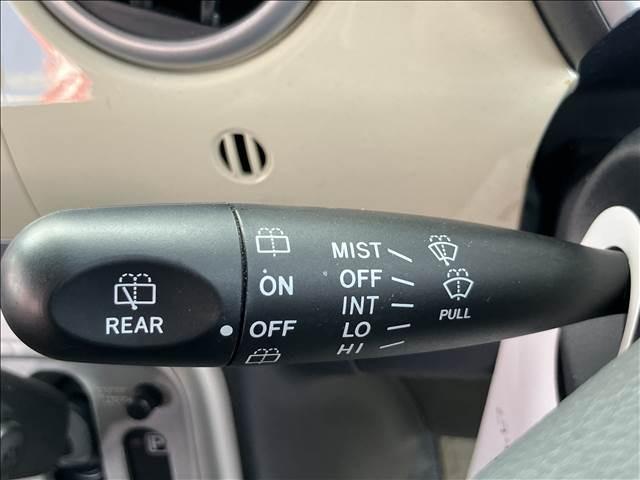 REAR
ON
OFF
MIST
OFF
INT
LO
HI
PULL
P